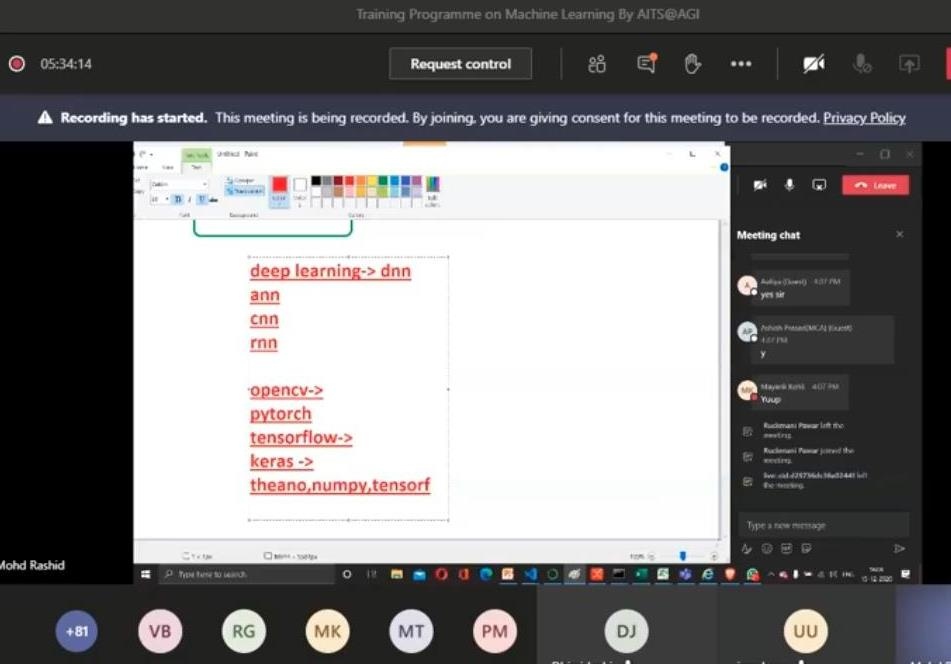 Training Programme on Machine Learning By AITS@AGI
05:34:14
Request control
Recording has started. This meeting is being recorded. By joining, you are giving consent for this meeting to be recorded. Privacy Policy
Untitled - Paint
Leave
Meeting chat
deep learning-> dnn
ann
cnn
rnn
opencv->
pytorch
tensorflow->
keras ->
theano,numpy,tensorf
Aaliya (Guest) 4:07 PM
yes sir
AP
Ashish Prasad(MCA) (Guest)
4:07 PM
y
MK
Mayank Kohli 4:07 PM
Yuup
Ruckmani Pawar left the
meeting.
Ruckmani Pawar joined the
meeting.
left
the meeting.
Type a new message
Mohd Rashid
Type here to search
+81
VB
RG
MK
MT
PM
DJ
UU